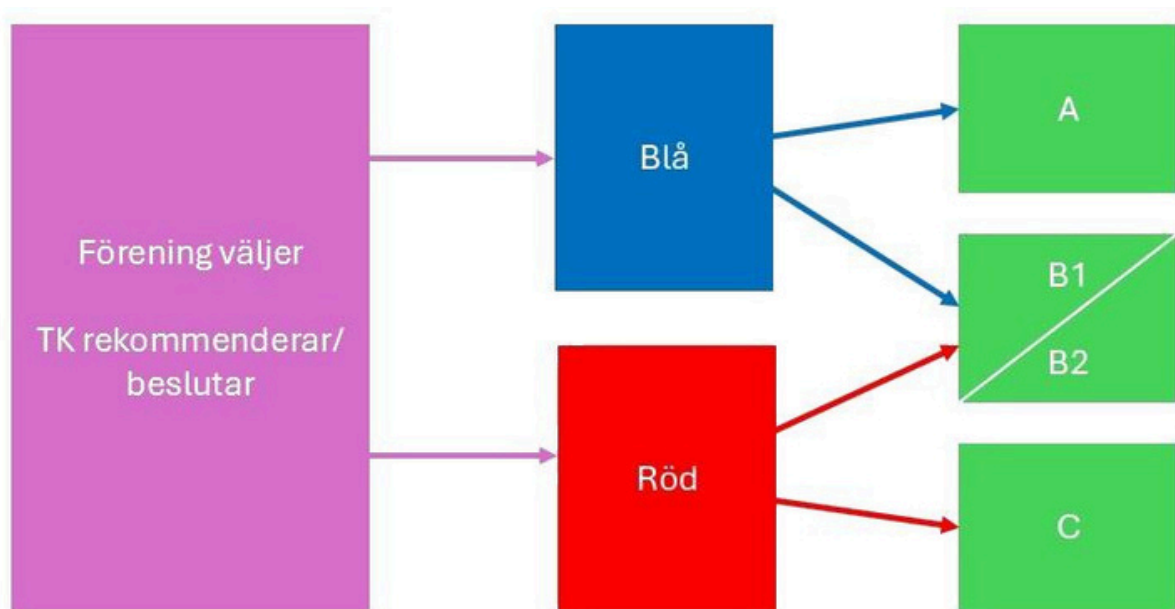 Förening väljer
TK rekommenderar/
beslutar
Blå
Röd
A
B1
B2
C